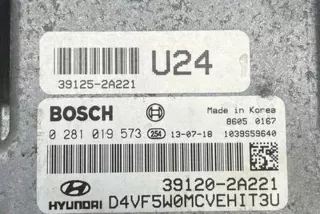 U24
39125-2A221
BOSCH
Made in Korea
8605 0167
0 281 019 573 254 13-07-18 1039S59640
39120-2A221
HYUNDAI D4VF5W0MCVEHIT3U